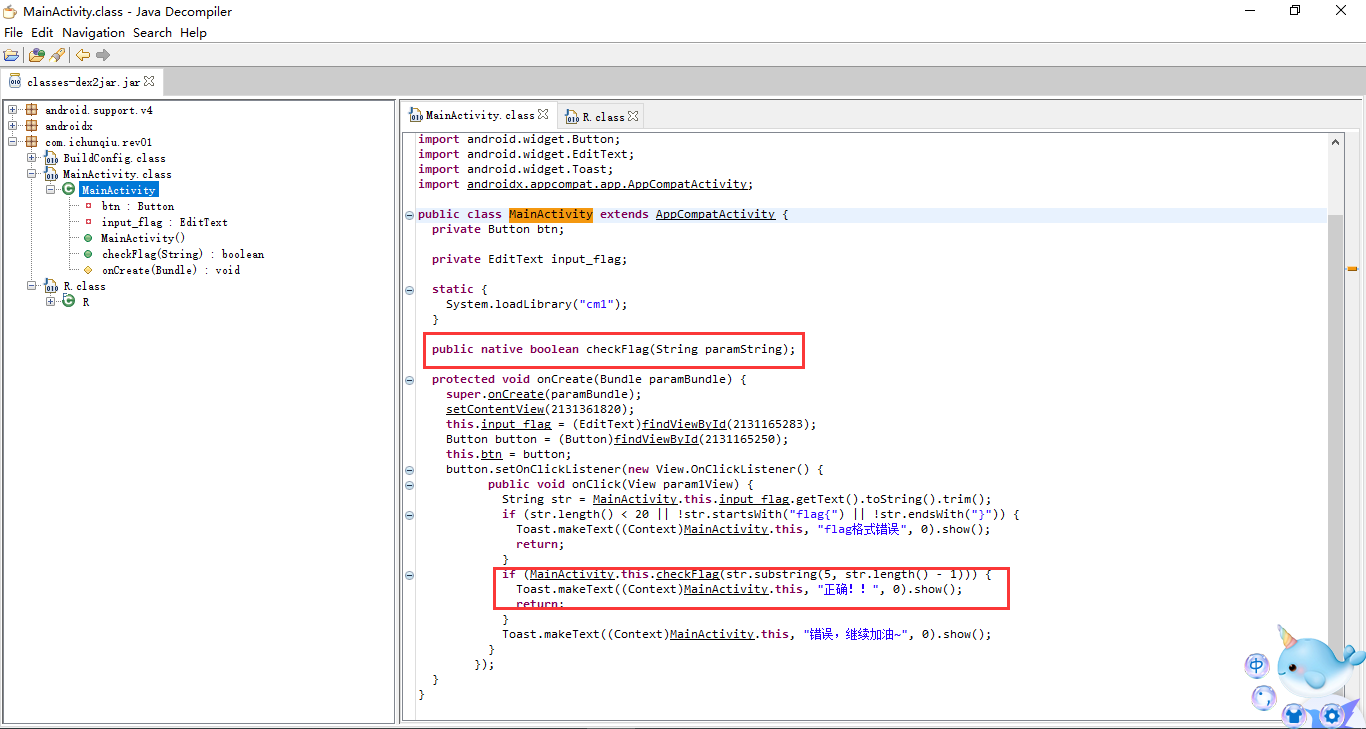 MainActivity.class - Java Decompiler
File Edit Navigation Search Help
classes-dex2jar.jar
android.support.v4
androidx
com.ichunqiu.rev01
BuildConfig.class
MainActivity.class
MainActivity
btn : Button
input_flag : EditText
MainActivity()
checkFlag(String) : boolean
onCreate(Bundle) : void
R.class
R
MainActivity.class R.class
import android.widget.Button;
import android.widget.EditText;
import android.widget.Toast;
import androidx.appcompat.app.AppCompatActivity;
public class MainActivity extends AppCompatActivity {
private Button btn;
private EditText input_flag;
static {
System.loadLibrary("cm1");
}
public native boolean checkFlag(String paramString);
protected void onCreate(Bundle paramBundle) {
super.onCreate(paramBundle);
setContentView(2131361820);
this.input_flag = (EditText)findViewById(2131165283);
Button button = (Button)findViewById(2131165250);
this.btn = button;
button.setOnClickListener(new View.OnClickListener() {
public void onClick(View param1View) {
String str = MainActivity.this.input_flag.getText().toString().trim();
if (str.length() < 20 || !str.startsWith("flag{") || !str.endsWith("}")) {
Toast.makeText((Context)MainActivity.this, "flag格式错误", 0).show();
return;
}
if (MainActivity.this.checkFlag(str.substring(5, str.length() - 1))) {
Toast.makeText((Context)MainActivity.this, "正确！！", 0).show();
return;
}
Toast.makeText((Context)MainActivity.this, "错误，继续加油~", 0).show();
}
});
}
}
中